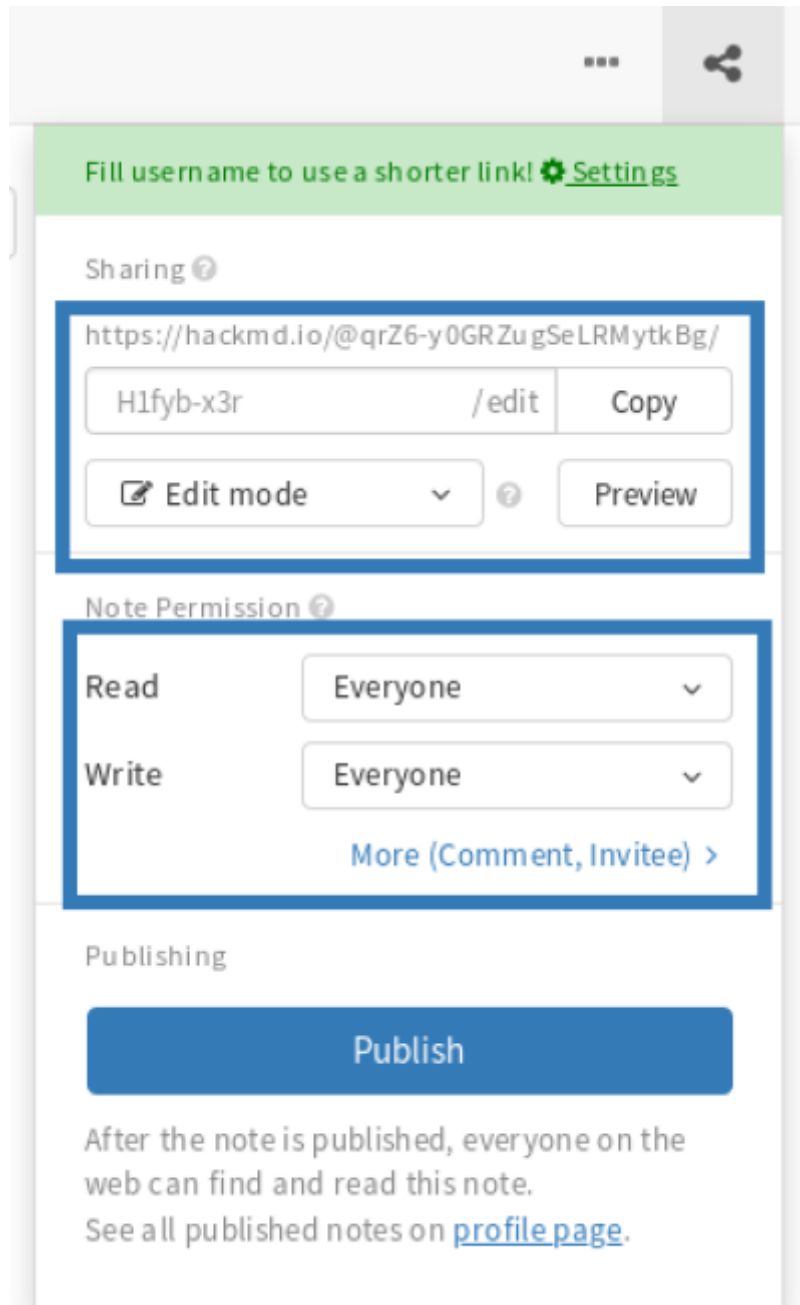 Fill username to use a shorter link! Settings
Sharing
https://hackmd.io/@qrZ6-y0GRZugSeLRMytkBg/
H1fyb-x3r /edit Copy
Edit mode Preview
Note Permission
Read Everyone
Write Everyone
More (Comment, Invitee) >
Publishing
Publish
After the note is published, everyone on the
web can find and read this note.
See all published notes on profile page.